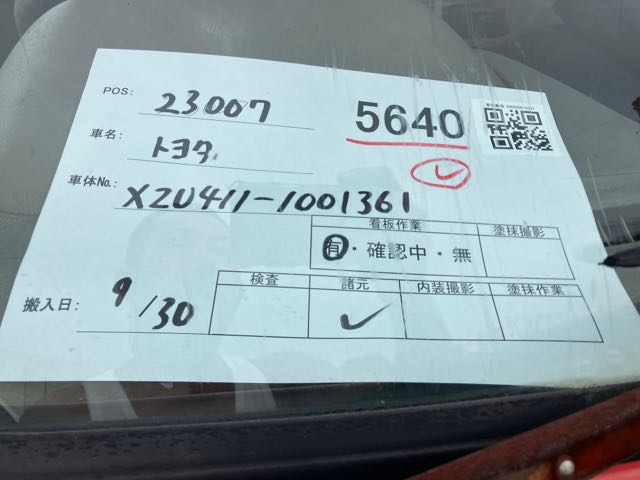 POS: 23007 5640
車名: トヨタ
車体No.: XZU411-1001361
看板作業 塗抹撮影
有・確認中・無
検査 諸元 内装撮影 塗抹作業
✓
搬入日: 9/30